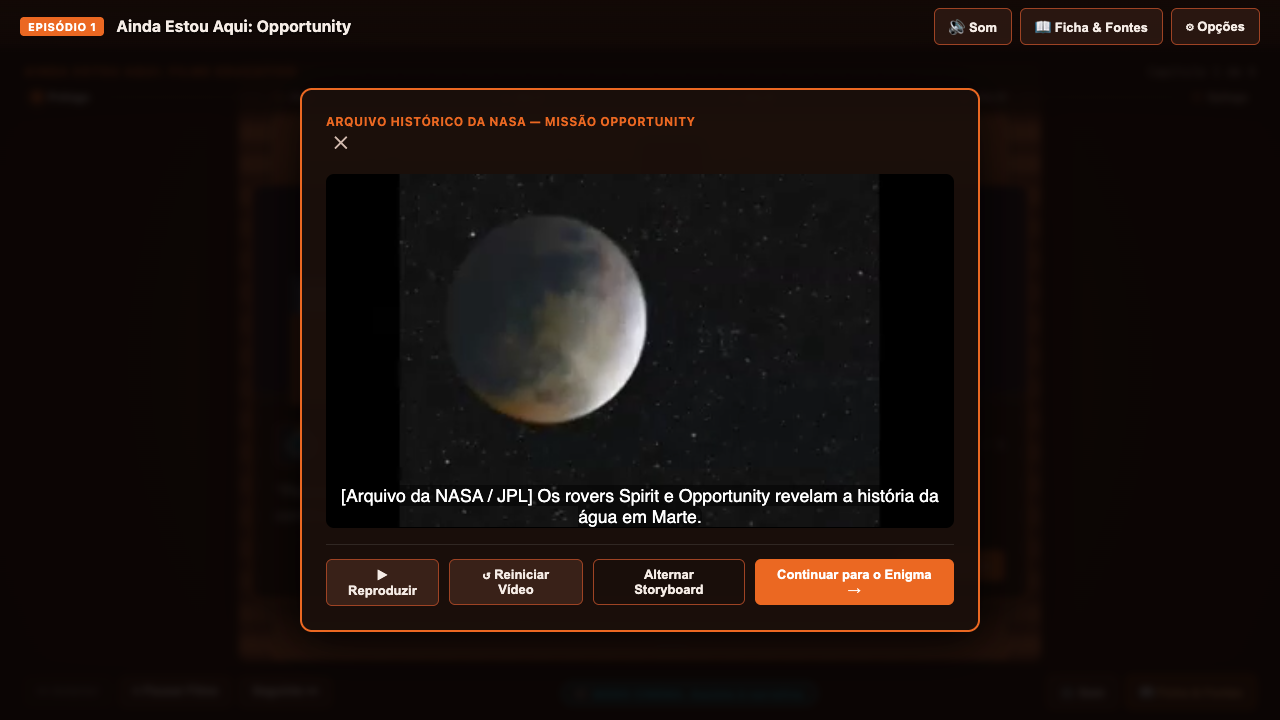 EPISÓDIO 1 Ainda Estou Aqui: Opportunity
🔊 Som
📖 Ficha & Fontes
⚙ Opções
ARQUIVO HISTÓRICO DA NASA — MISSÃO OPPORTUNITY
✕
[Arquivo da NASA / JPL] Os rovers Spirit e Opportunity revelam a história da
água em Marte.
▶
Reproduzir
↺ Reiniciar
Vídeo
Alternar
Storyboard
Continuar para o Enigma
→